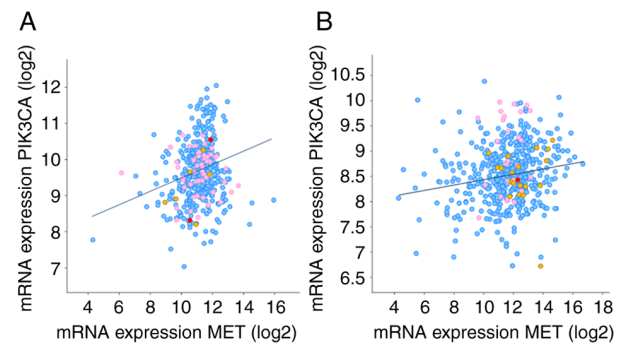 A
mRNA expression PIK3CA (log2)
12
11
10
9
8
7
4 6 8 10 12 14 16
mRNA expression MET (log2)
B
mRNA expression PIK3CA (log2)
10.5
10
9.5
9
8.5
8
7.5
7
6.5
4 6 8 10 12 14 16 18
mRNA expression MET (log2)